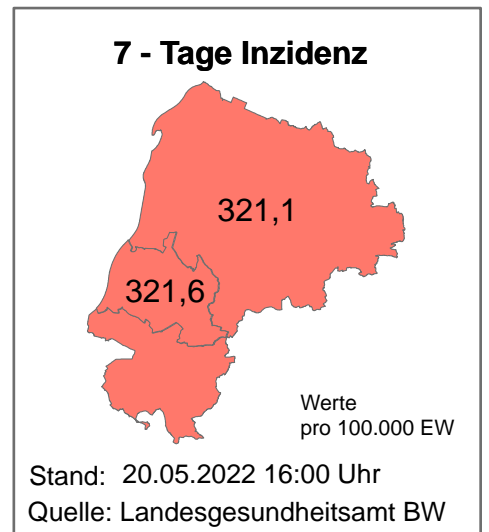 7 - Tage Inzidenz
321,1
321,6
Werte
pro 100.000 EW
Stand: 20.05.2022 16:00 Uhr
Quelle: Landesgesundheitsamt BW